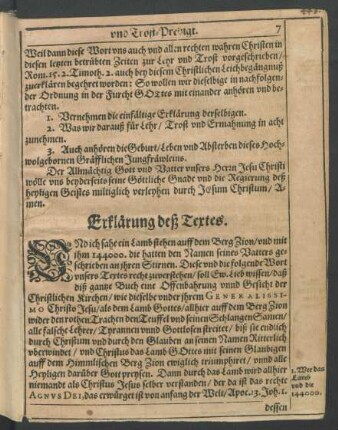 vnd Trost-Predigt. 7
Weil dann diese Wort vns auch vnd allen rechten wahren Christen in
diesen letzten betrübten Zeiten zur Lehr vnd Trost vorgeschrieben/
Rom. 15. 2. Timoth. 2. auch bey diesem Christlichen Leichbegängnuß
zuerklären begehret worden: So wollen wir dieselbige in nachfolgen-
der Ordnung in der Furcht GOttes mit einander anhören vnd be-
trachten.
1. Vernehmen die einfältige Erklärung derselbigen.
2. Was wir darauß für Lehr/ Trost vnd Ermahnung in acht
zunehmen.
3. Auch anhören die Geburt/ Leben vnd Absterben dieses Hoch-
wolgebornen Gräfflichen Jungfräwleins.
Der Allmächtig Gott vnd Vatter vnsers Herrn Jesu Christi
wölle vns beyderseits seine Göttliche Gnade vnd die Regierung deß
heyligen Geistes miltiglich verleyhen durch Jesum Christum/ A-
men.
Erklärung deß Textes.
VNd ich sahe ein Lamb stehen auff dem Berg Zion/ vnd mit
ihm 144000. die hatten den Namen seines Vatters ge-
schrieben an ihren Stirnen. Diese vnd die folgende Wort
vnsers Textes recht zuverstehen/ soll Ew. Lieb wissen/ daß
diß gantze Buch eine Offenbahrung vnnd Gesicht der
Christlichen Kirchen/ wie dieselbe vnder jhrem GENERALISSI-
MO Christo Jesu/ als dem Lamb Gottes/ allhier auff dem Berg Zion
wider den rothen Trachen den Teuffel vnd seinen Schlangen Samen/
alle falsche Lehrer/ Tyrannen vnnd Gottlosen streitet/ biß sie endlich
durch Christum vnd durch den Glauben an seinen Namen Ritterlich
vberwindet/ vnd Christus das Lamb Gottes mit seinen Glaubigen
auff dem Himmlischen Berg Zion ewiglich triumphiret/ vnd alle
Heyligen darüber Gott preysen. Dann durch das Lamb wird allhier
niemandt als Christus Jesus selber verstanden/ der da ist das rechte
AGNUS DEI, das erwürget ist von anfang der Welt/ Apoc. 13. Joh. 1.
dessen
1. Wer das
Lamb
vnd die
144000.